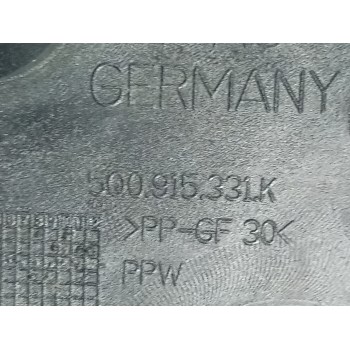 GERMANY
5Q0.915.331.K
>PP-GF 30<
PPW